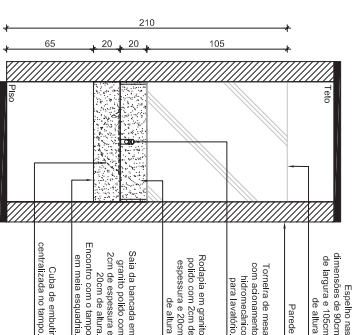 210
65
20
20
105
Piso
Teto
Espelho
dimensões de 90cm
de largura e 105cm
de altura
Parede
Torneira de mesa
com acionamento
hidromecânico
para lavatório
Rodapia em granito
polido com 2cm de
espessura e 20cm
de altura
Saia da bancada em
granito polido com
2cm de espessura e
20cm de altura.
Encontro com o tampo
em meia esquadria
Cuba de embutir
centralizada no tampo.